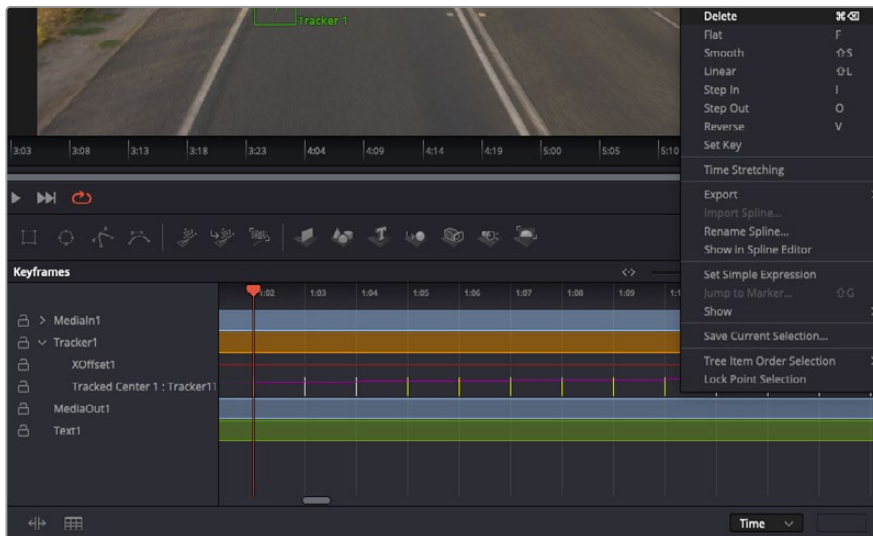 Tracker 1
Delete ⌘⌫
Flat F
Smooth ⇧S
Linear ⇧L
Step In I
Step Out O
Reverse V
Set Key
Time Stretching
Export
Import Spline...
Rename Spline...
Show in Spline Editor
Set Simple Expression
Jump to Marker... ⇧G
Show
Save Current Selection...
Tree Item Order Selection
Lock Point Selection
3:03 3:08 3:13 3:18 3:23 4:04 4:09 4:14 4:19 5:00 5:05 5:10
Keyframes
1:02 1:03 1:04 1:05 1:06 1:07 1:08 1:09
MediaIn1
Tracker1
XOffset1
Tracked Center 1 : Tracker11
MediaOut1
Text1
Time